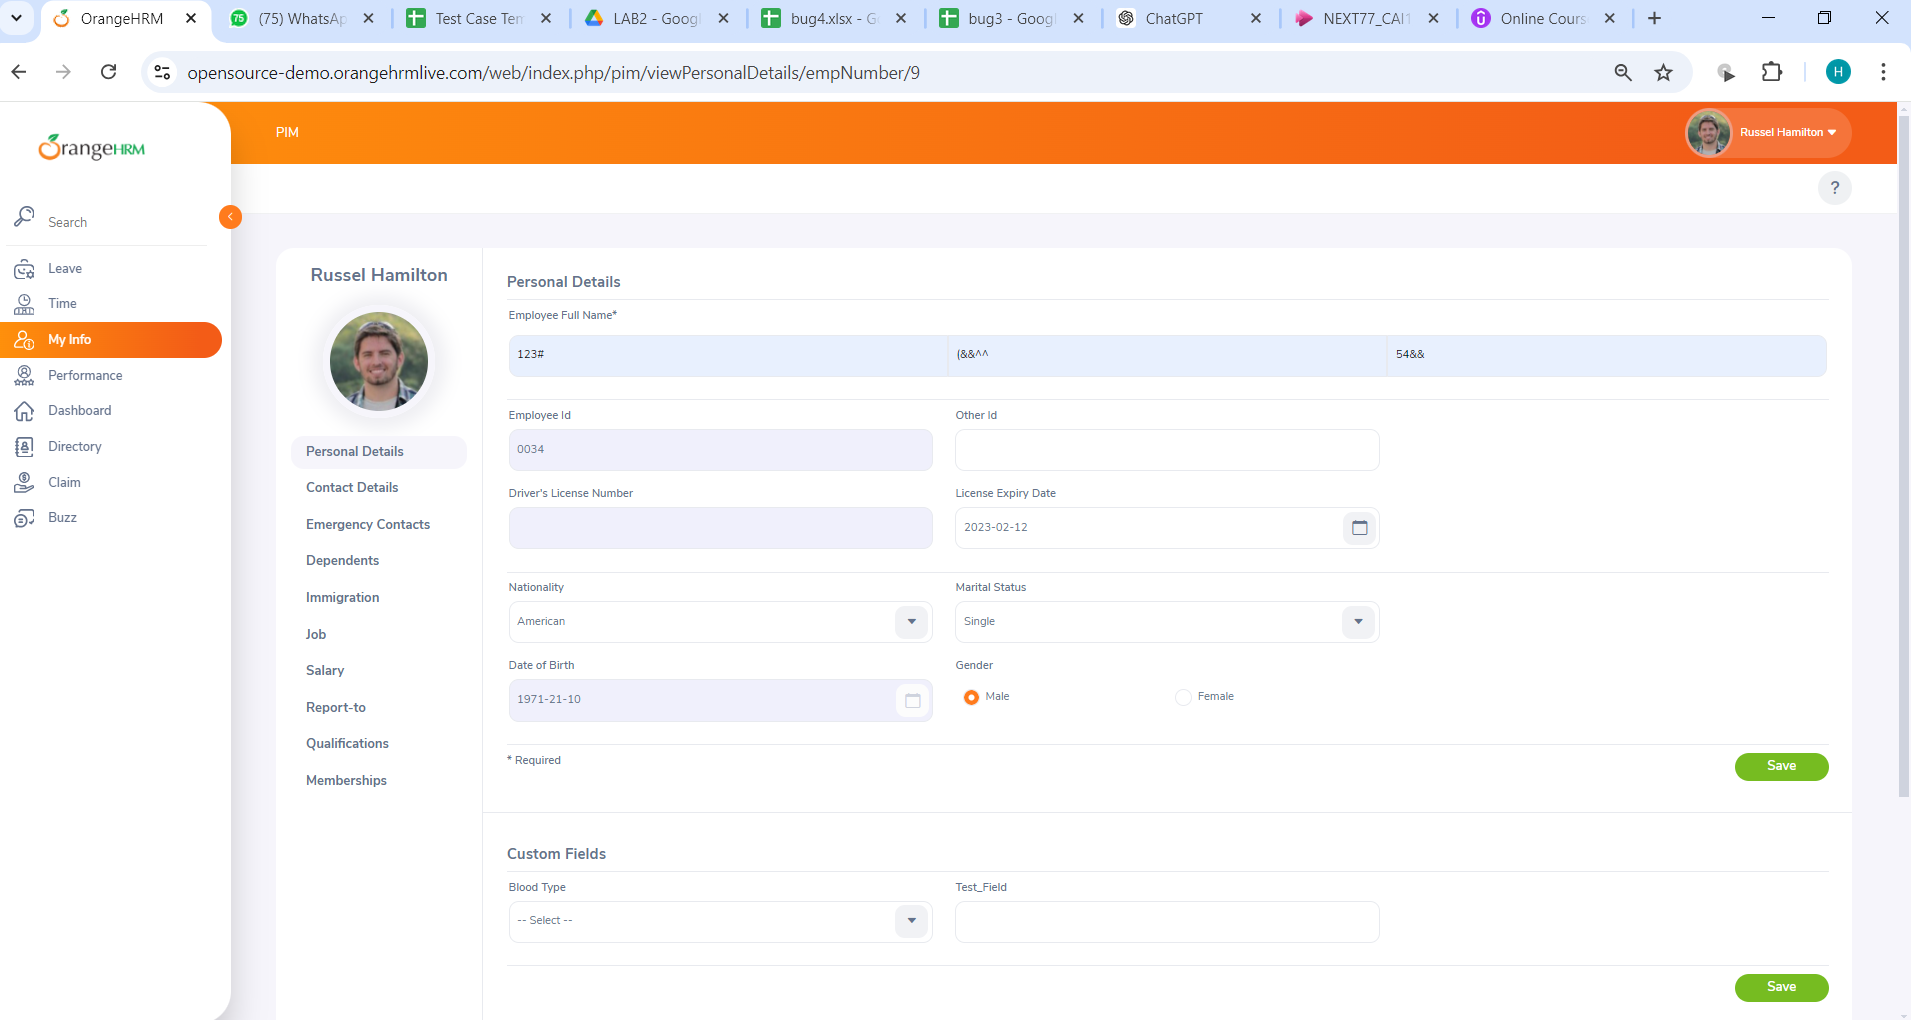 OrangeHRM
(75) WhatsAp
Test Case Tem
LAB2 - Googl
bug4.xlsx - Go
bug3 - Googl
ChatGPT
NEXT77_CAI1
Online Course
opensource-demo.orangehrmlive.com/web/index.php/pim/viewPersonalDetails/empNumber/9
H
OrangeHRM
PIM
Russel Hamilton
?
Search
Leave
Time
My Info
Performance
Dashboard
Directory
Claim
Buzz
Russel Hamilton
Personal Details
Contact Details
Emergency Contacts
Dependents
Immigration
Job
Salary
Report-to
Qualifications
Memberships
Personal Details
Employee Full Name*
123# (&&^^ 54&&
Employee Id Other Id
0034
Driver's License Number License Expiry Date
2023-02-12
Nationality Marital Status
American Single
Date of Birth Gender
1971-21-10 Male Female
* Required Save
Custom Fields
Blood Type Test_Field
-- Select --
Save